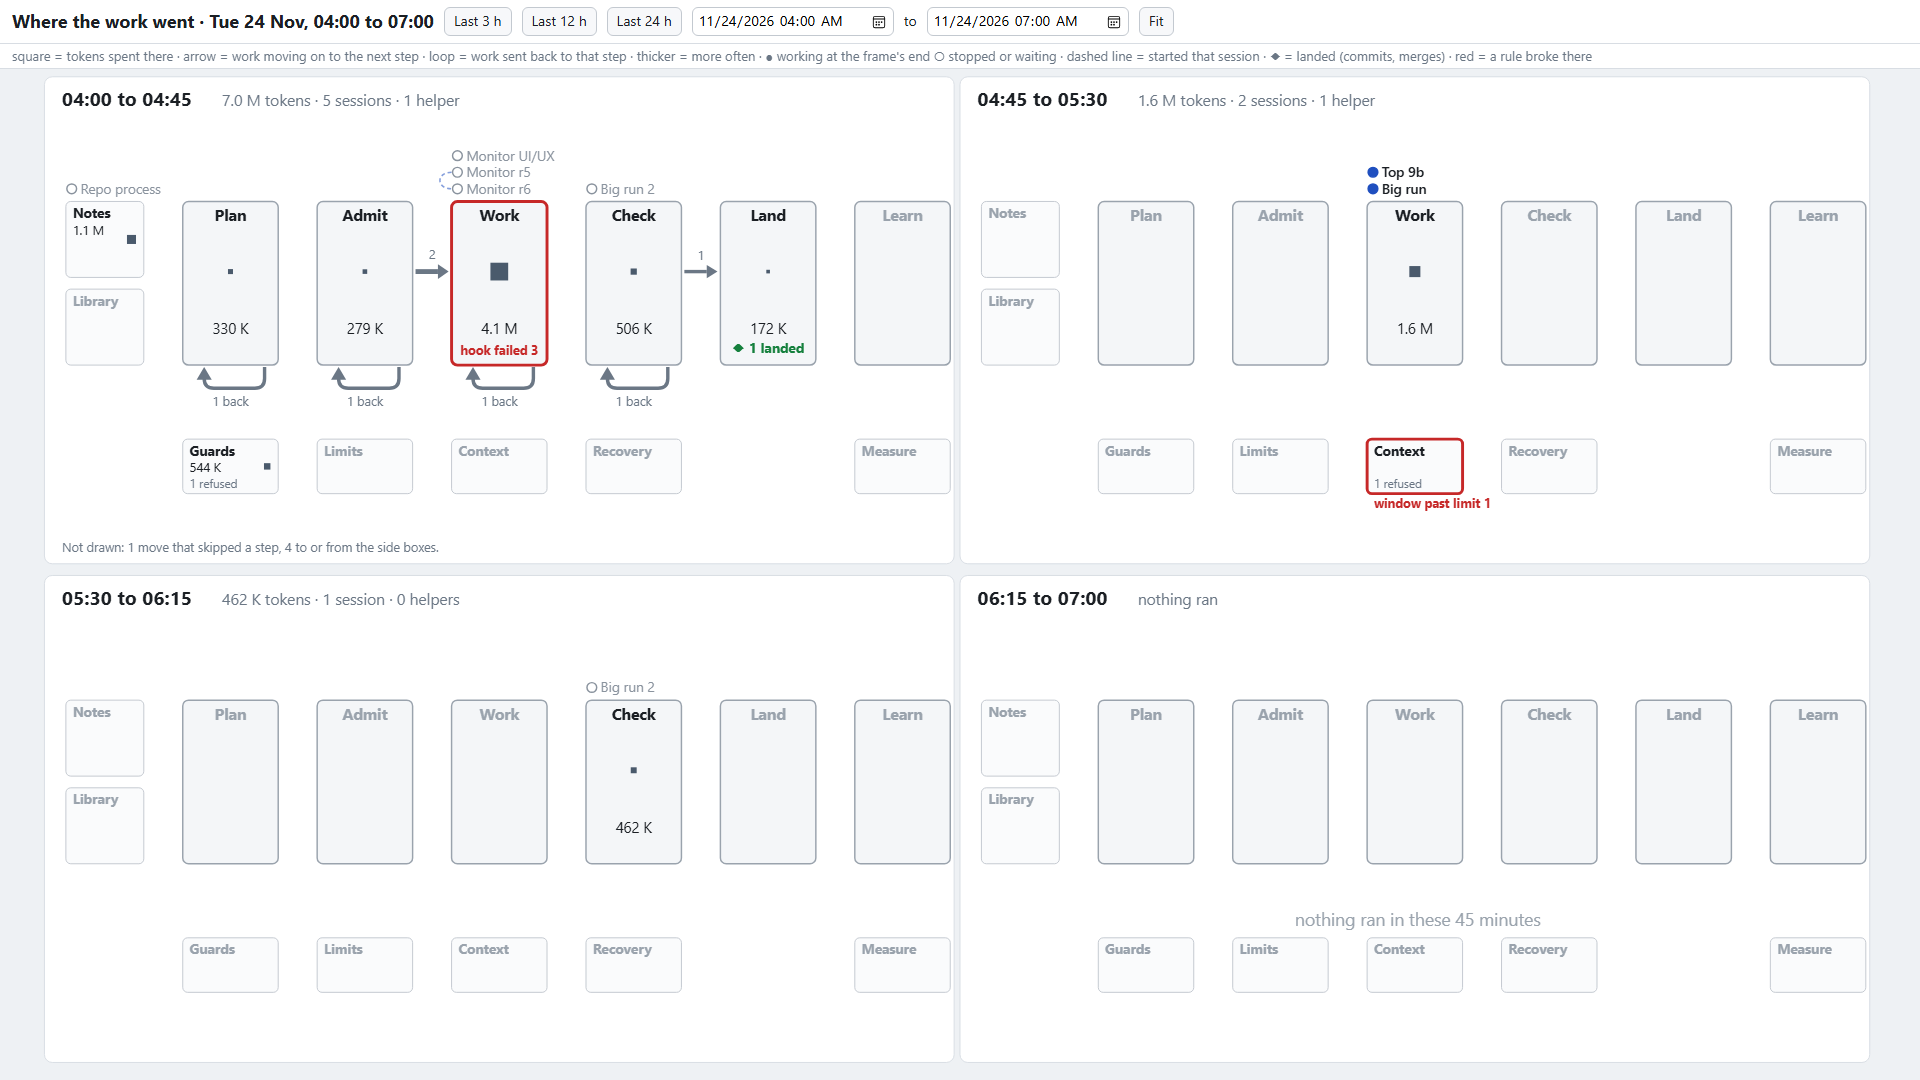 Where the work went · Tue 24 Nov, 04:00 to 07:00
Last 3 h
Last 12 h
Last 24 h
11/24/2026 04:00 AM
to
11/24/2026 07:00 AM
Fit
square = tokens spent there · arrow = work moving on to the next step · loop = work sent back to that step · thicker = more often · ● working at the frame's end ○ stopped or waiting · dashed line = started that session · ◆ = landed (commits, merges) · red = a rule broke there
04:00 to 04:45
7.0 M tokens · 5 sessions · 1 helper
Monitor UI/UX
Monitor r5
Repo process
Monitor r6
Big run 2
Notes
1.1 M
Library
Plan
330 K
1 back
Admit
279 K
1 back
2
Work
4.1 M
hook failed 3
1 back
Check
506 K
1 back
1
Land
172 K
◆ 1 landed
Learn
Guards
544 K
1 refused
Limits
Context
Recovery
Measure
Not drawn: 1 move that skipped a step, 4 to or from the side boxes.
04:45 to 05:30
1.6 M tokens · 2 sessions · 1 helper
Top 9b
Big run
Notes
Library
Plan
Admit
Work
1.6 M
Check
Land
Learn
Guards
Limits
Context
1 refused
window past limit 1
Recovery
Measure
05:30 to 06:15
462 K tokens · 1 session · 0 helpers
Big run 2
Notes
Library
Plan
Admit
Work
Check
462 K
Land
Learn
Guards
Limits
Context
Recovery
Measure
06:15 to 07:00
nothing ran
Notes
Library
Plan
Admit
Work
Check
Land
Learn
nothing ran in these 45 minutes
Guards
Limits
Context
Recovery
Measure